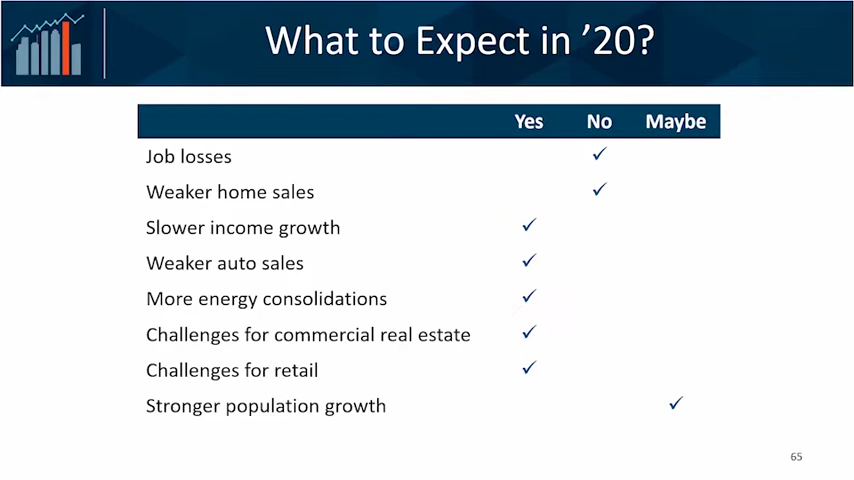 What to Expect in ’20?
Yes No Maybe
Job losses ✓
Weaker home sales ✓
Slower income growth ✓
Weaker auto sales ✓
More energy consolidations ✓
Challenges for commercial real estate ✓
Challenges for retail ✓
Stronger population growth ✓
65